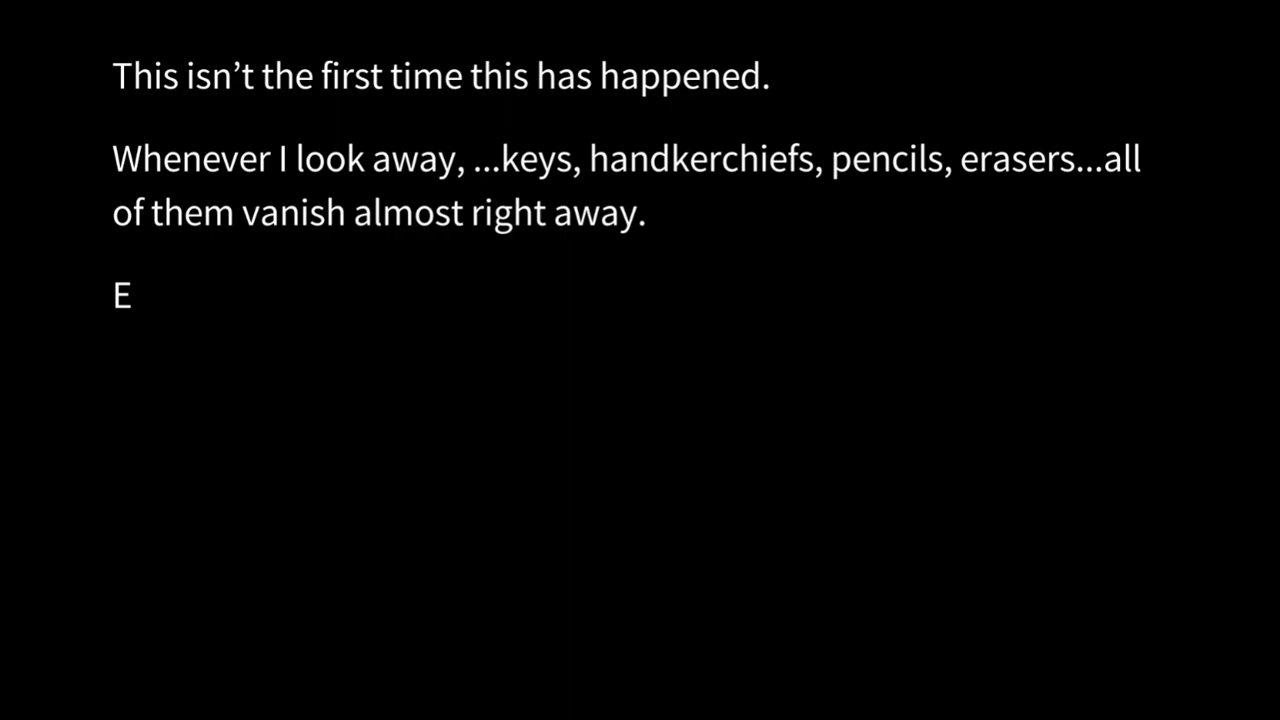 This isn’t the first time this has happened.
Whenever I look away, ...keys, handkerchiefs, pencils, erasers...all
of them vanish almost right away.
E